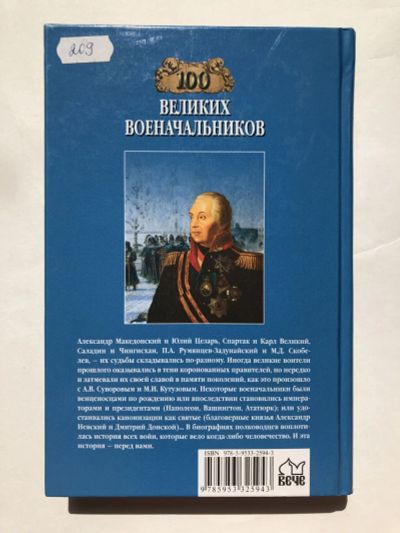 209
100
ВЕЛИКИХ
ВОЕНАЧАЛЬНИКОВ
Александр Македонский и Юлий Цезарь, Спартак и Карл Великий,
Саладин и Чингисхан, П.А. Румянцев-Задунайский и М.Д. Скобе-
лев, — их судьбы складывались по-разному. Иногда великие воители
прошлого оказывались в тени коронованных правителей, но нередко
и затмевали их своей славой в памяти поколений, как это произошло
с А.В. Суворовым и М.И. Кутузовым. Некоторые военачальники были
венценосцами по рождению или впоследствии становились импера-
торами и президентами (Наполеон, Вашингтон, Ататюрк); или удо-
стаивались канонизации как святые (благоверные князья Александр
Невский и Дмитрий Донской)... В биографиях полководцев воплоти-
лась история всех войн, которые вело когда-либо человечество. И эта
история — перед вами.
ISBN 978-5-9533-2594-3
9 785953 325943
ВЕЧЕ